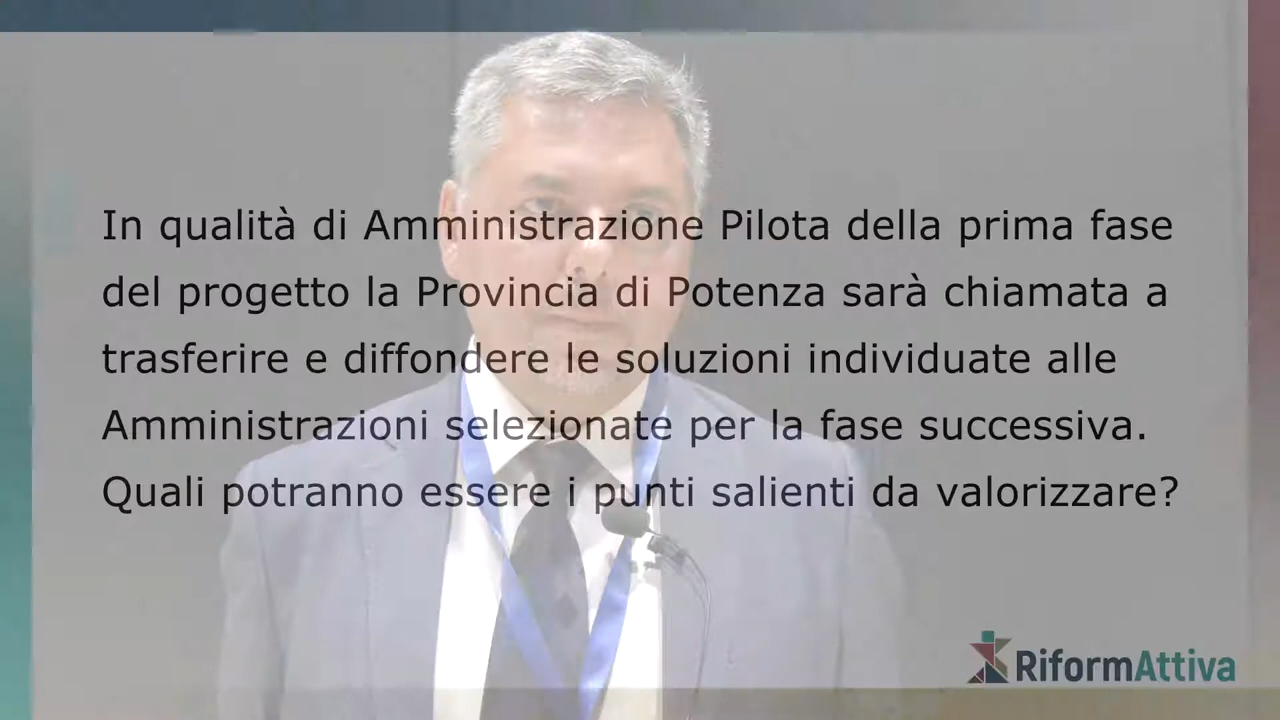 In qualità di Amministrazione Pilota della prima fase
del progetto la Provincia di Potenza sarà chiamata a
trasferire e diffondere le soluzioni individuate alle
Amministrazioni selezionate per la fase successiva.
Quali potranno essere i punti salienti da valorizzare?
RiformAttiva